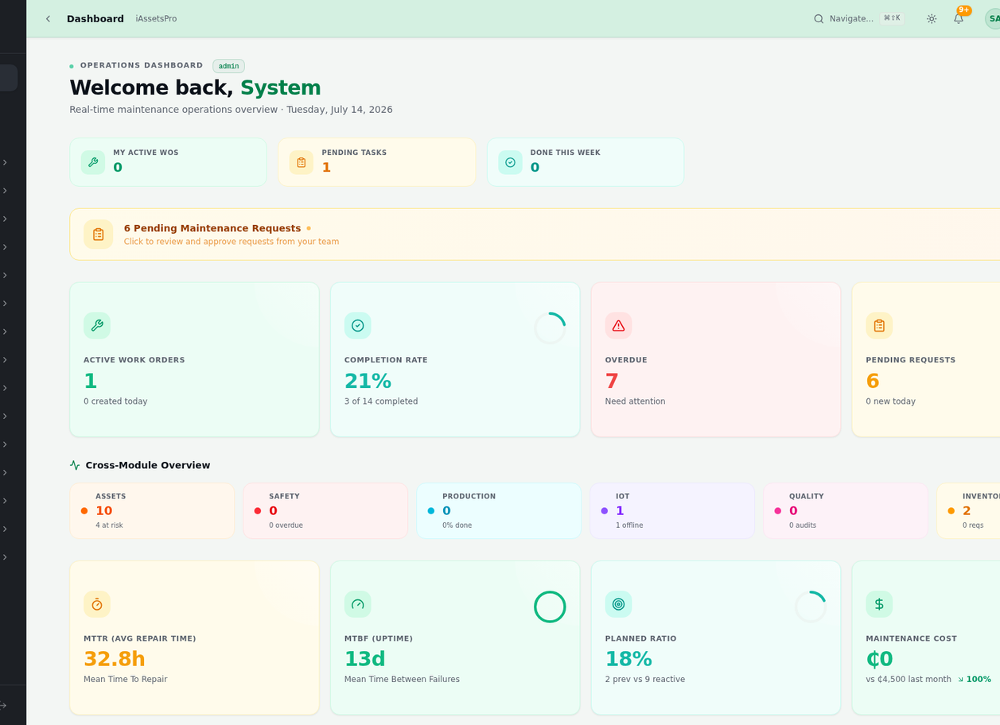 Dashboard iAssetsPro Navigate... ⌘⇧K 9+ SA
OPERATIONS DASHBOARD admin
Welcome back, System
Real-time maintenance operations overview · Tuesday, July 14, 2026
MY ACTIVE WOS
0
PENDING TASKS
1
DONE THIS WEEK
0
6 Pending Maintenance Requests
Click to review and approve requests from your team
ACTIVE WORK ORDERS
1
0 created today
COMPLETION RATE
21%
3 of 14 completed
OVERDUE
7
Need attention
PENDING REQUESTS
6
0 new today
Cross-Module Overview
ASSETS
10
4 at risk
SAFETY
0
0 overdue
PRODUCTION
0
0% done
IOT
1
1 offline
QUALITY
0
0 audits
INVENTO
2
0 reqs
MTTR (AVG REPAIR TIME)
32.8h
Mean Time To Repair
MTBF (UPTIME)
13d
Mean Time Between Failures
PLANNED RATIO
18%
2 prev vs 9 reactive
MAINTENANCE COST
₵0
vs ₵4,500 last month 100%